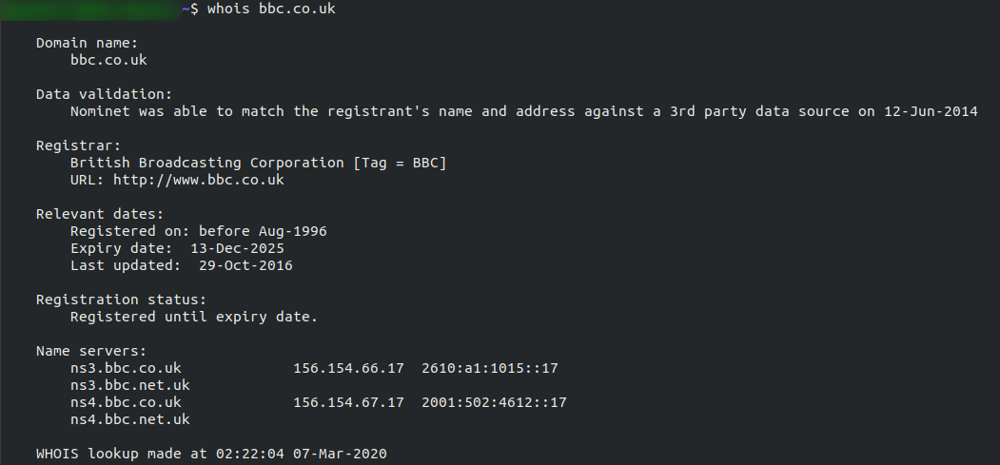 ~$ whois bbc.co.uk
Domain name:
bbc.co.uk
Data validation:
Nominet was able to match the registrant's name and address against a 3rd party data source on 12-Jun-2014
Registrar:
British Broadcasting Corporation [Tag = BBC]
URL: http://www.bbc.co.uk
Relevant dates:
Registered on: before Aug-1996
Expiry date:  13-Dec-2025
Last updated:  29-Oct-2016
Registration status:
Registered until expiry date.
Name servers:
ns3.bbc.co.uk             156.154.66.17  2610:a1:1015::17
ns3.bbc.net.uk
ns4.bbc.co.uk             156.154.67.17  2001:502:4612::17
ns4.bbc.net.uk
WHOIS lookup made at 02:22:04 07-Mar-2020